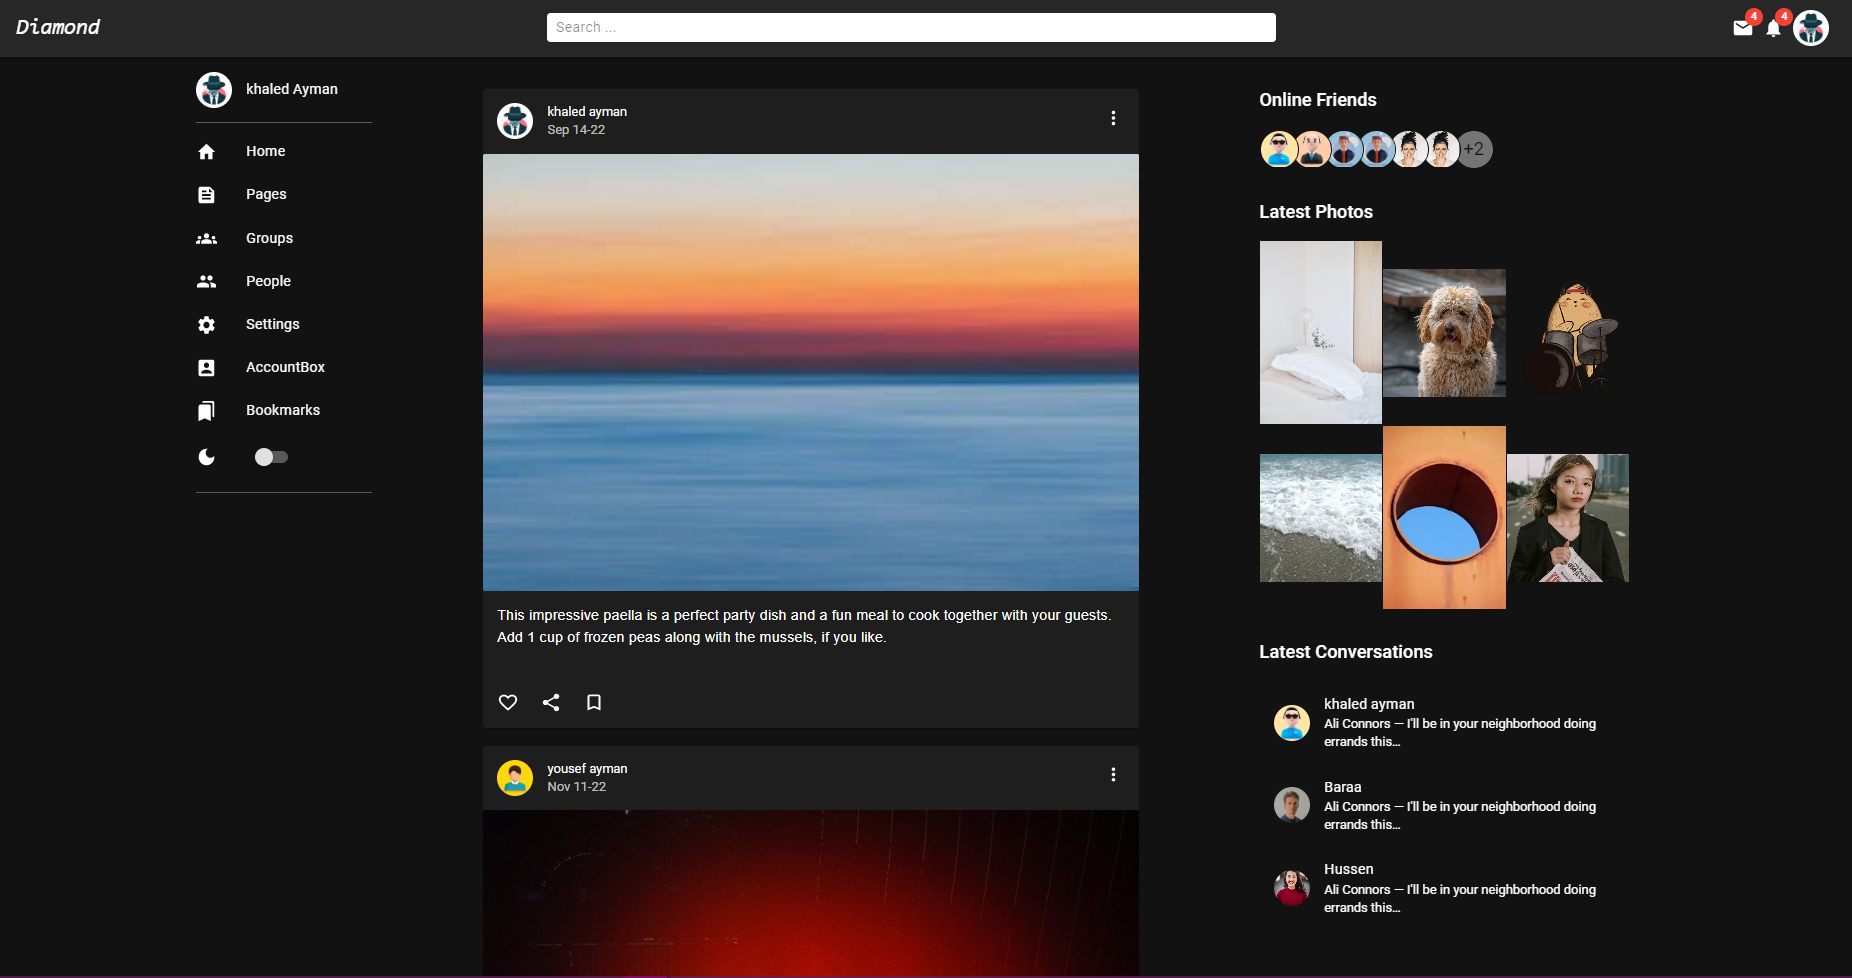 Diamond
Search ...
4
4
khaled Ayman
Home
Pages
Groups
People
Settings
AccountBox
Bookmarks
khaled ayman
Sep 14-22
This impressive paella is a perfect party dish and a fun meal to cook together with your guests.
Add 1 cup of frozen peas along with the mussels, if you like.
yousef ayman
Nov 11-22
Online Friends
+2
Latest Photos
Latest Conversations
khaled ayman
Ali Connors — I'll be in your neighborhood doing
errands this…
Baraa
Ali Connors — I'll be in your neighborhood doing
errands this…
Hussen
Ali Connors — I'll be in your neighborhood doing
errands this…